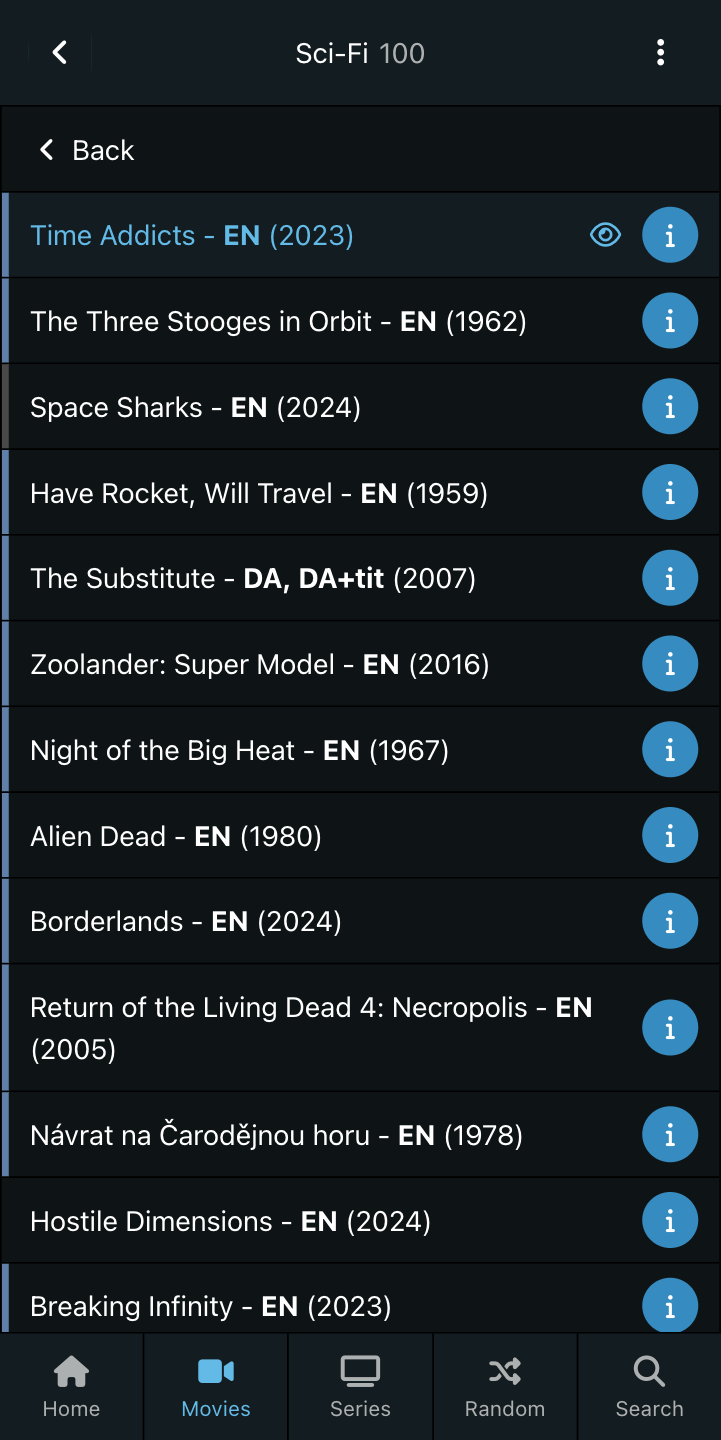 Sci-Fi 100
Back
Time Addicts - EN (2023)
The Three Stooges in Orbit - EN (1962)
Space Sharks - EN (2024)
Have Rocket, Will Travel - EN (1959)
The Substitute - DA, DA+tit (2007)
Zoolander: Super Model - EN (2016)
Night of the Big Heat - EN (1967)
Alien Dead - EN (1980)
Borderlands - EN (2024)
Return of the Living Dead 4: Necropolis - EN
(2005)
Návrat na Čarodějnou horu - EN (1978)
Hostile Dimensions - EN (2024)
Breaking Infinity - EN (2023)
Home Movies Series Random Search